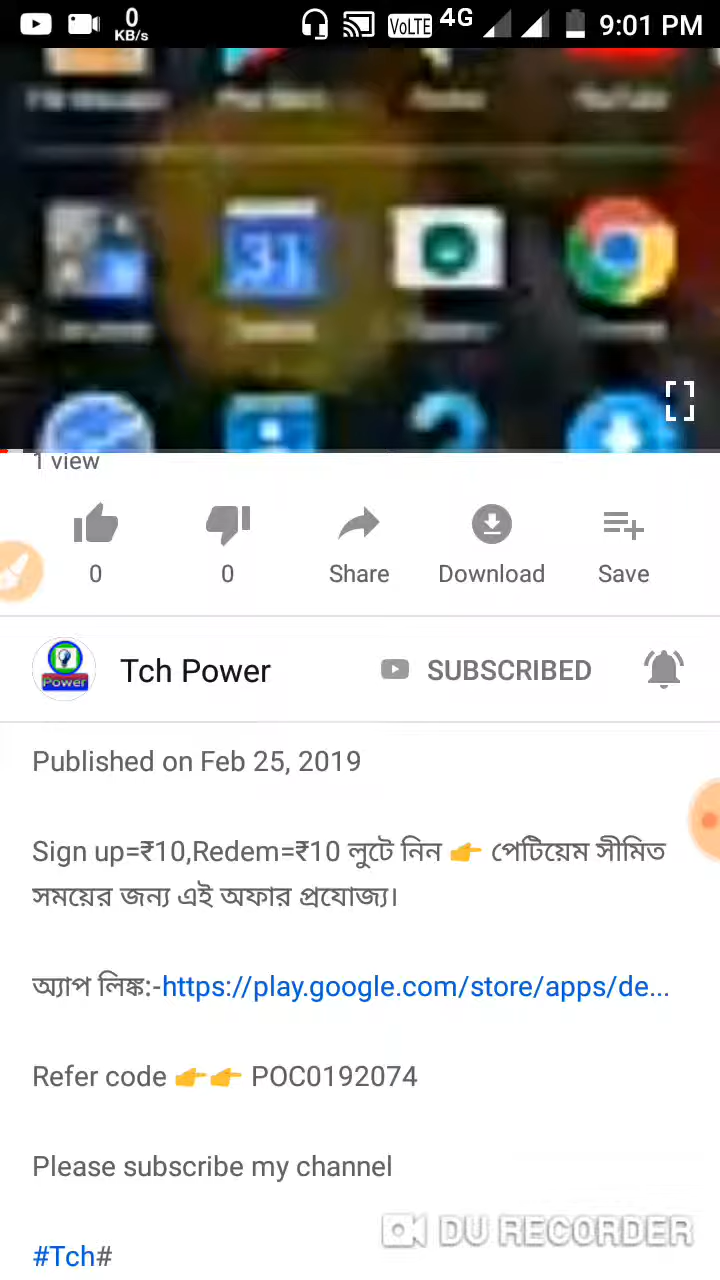 0
KB/s
VoLTE 4G 9:01 PM
31
1 view
0 0 Share Download Save
Power
Tch Power SUBSCRIBED
Published on Feb 25, 2019
Sign up=₹10,Redem=₹10 লুটে নিন 👉 পেটিয়েম সীমিত
সময়ের জন্য এই অফার প্রযোজ্য।
অ্যাপ লিঙ্ক:-https://play.google.com/store/apps/de...
Refer code 👉👉 POC0192074
Please subscribe my channel
DU RECORDER
#Tch#